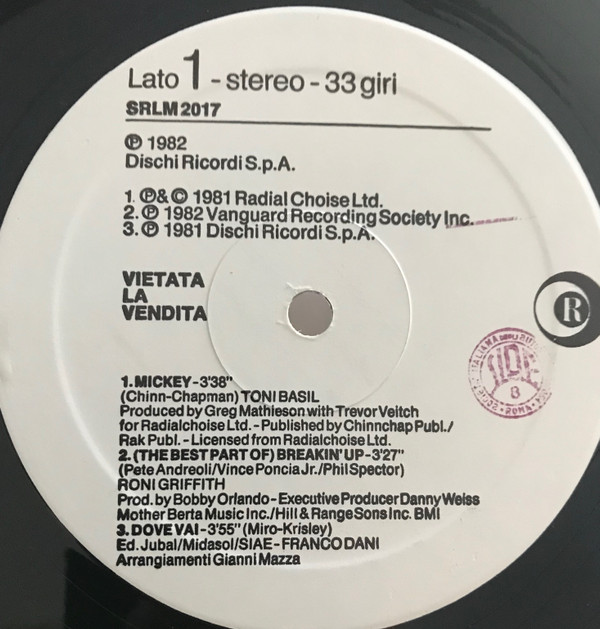 Lato 1 - stereo - 33 giri
SRLM 2017
℗ 1982
Dischi Ricordi S.p.A.
1. ℗ & © 1981 Radial Choise Ltd.
2. ℗ 1982 Vanguard Recording Society Inc.
3. ℗ 1981 Dischi Ricordi S.p.A.
VIETATA
LA
VENDITA
R
1. MICKEY - 3'38"
(Chinn-Chapman) TONI BASIL
Produced by Greg Mathieson with Trevor Veitch
for Radialchoise Ltd. - Published by Chinnchap Publ./
Rak Publ. - Licensed from Radialchoise Ltd.
2. (THE BEST PART OF) BREAKIN' UP - 3'27"
(Pete Andreoli/Vince Poncia Jr./Phil Spector)
RONI GRIFFITH
Prod. by Bobby Orlando - Executive Producer Danny Weiss
Mother Berta Music Inc./Hill & Range Sons Inc. BMI
3. DOVE VAI - 3'55" (Miro-Krisley)
Ed. Jubal/Midasol/SIAE - FRANCO DANI
Arrangiamenti Gianni Mazza